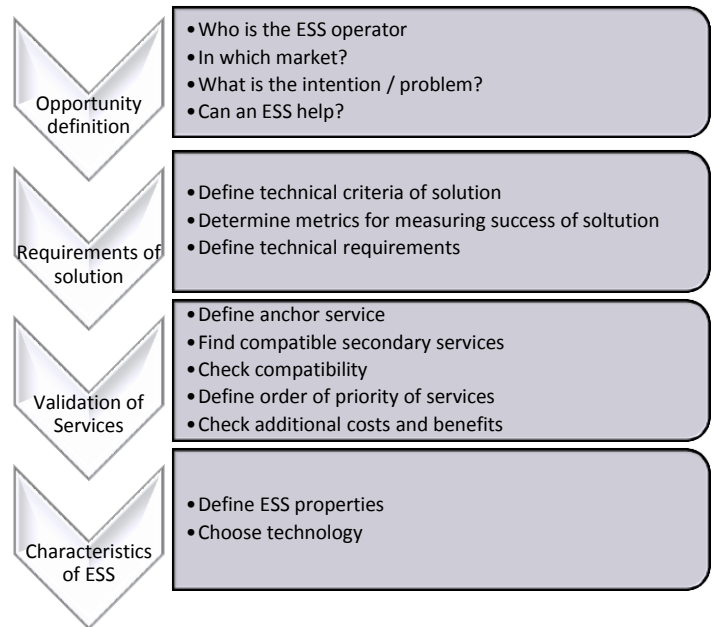 Opportunity
definition
•Who is the ESS operator
•In which market?
•What is the intention / problem?
•Can an ESS help?
Requirements of
solution
•Define technical criteria of solution
•Determine metrics for measuring success of soltution
•Define technical requirements
Validation of
Services
•Define anchor service
•Find compatible secondary services
•Check compatibility
•Define order of priority of services
•Check additional costs and benefits
Characteristics
of ESS
•Define ESS properties
•Choose technology